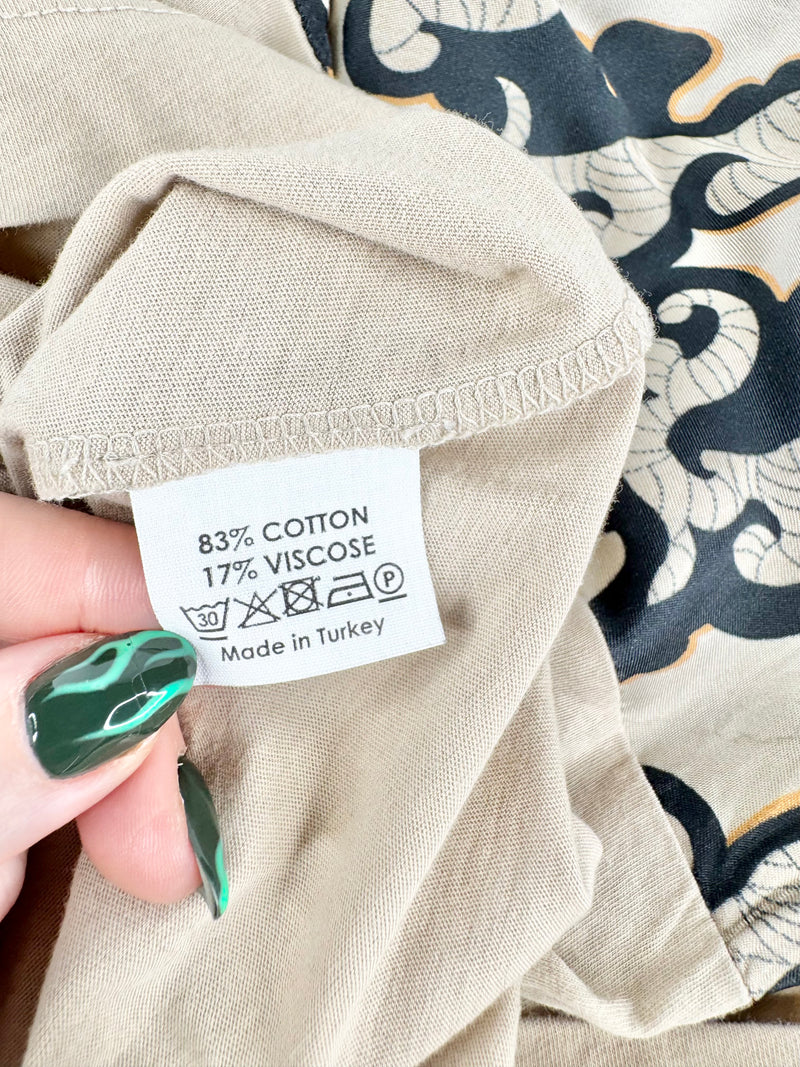 83% COTTON
17% VISCOSE
30 P
Made in Turkey